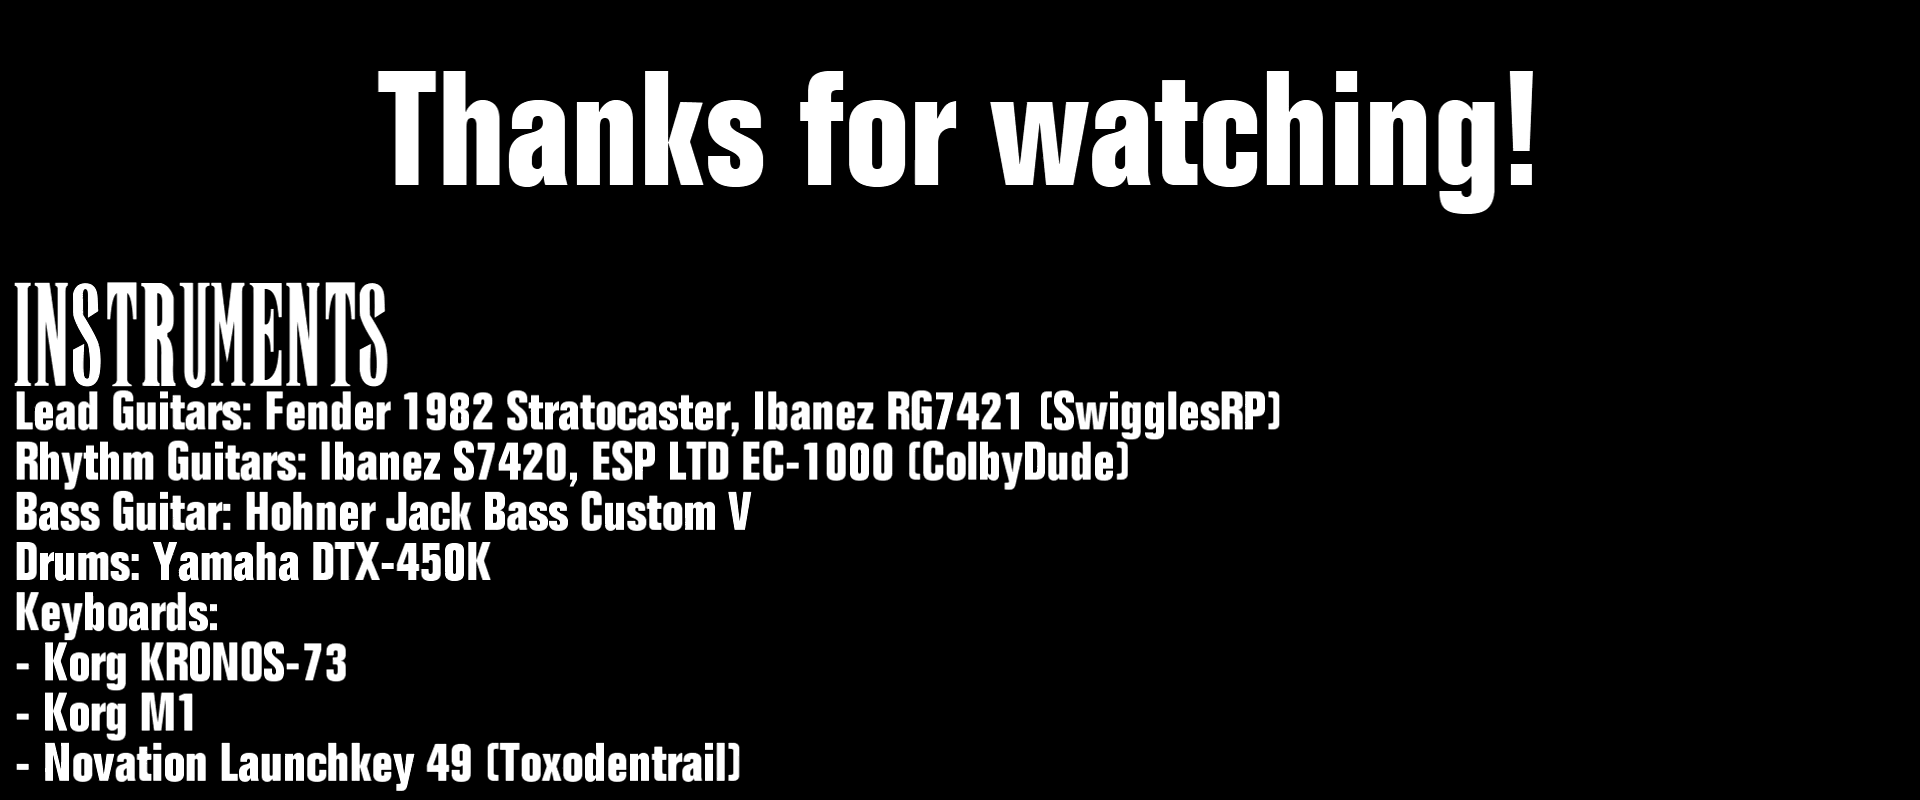 Thanks for watching!
INSTRUMENTS
Lead Guitars: Fender 1982 Stratocaster, Ibanez RG7421 (SwigglesRP)
Rhythm Guitars: Ibanez S7420, ESP LTD EC-1000 (ColbyDude)
Bass Guitar: Hohner Jack Bass Custom V
Drums: Yamaha DTX-450K
Keyboards:
- Korg KRONOS-73
- Korg M1
- Novation Launchkey 49 (Toxodentrail)